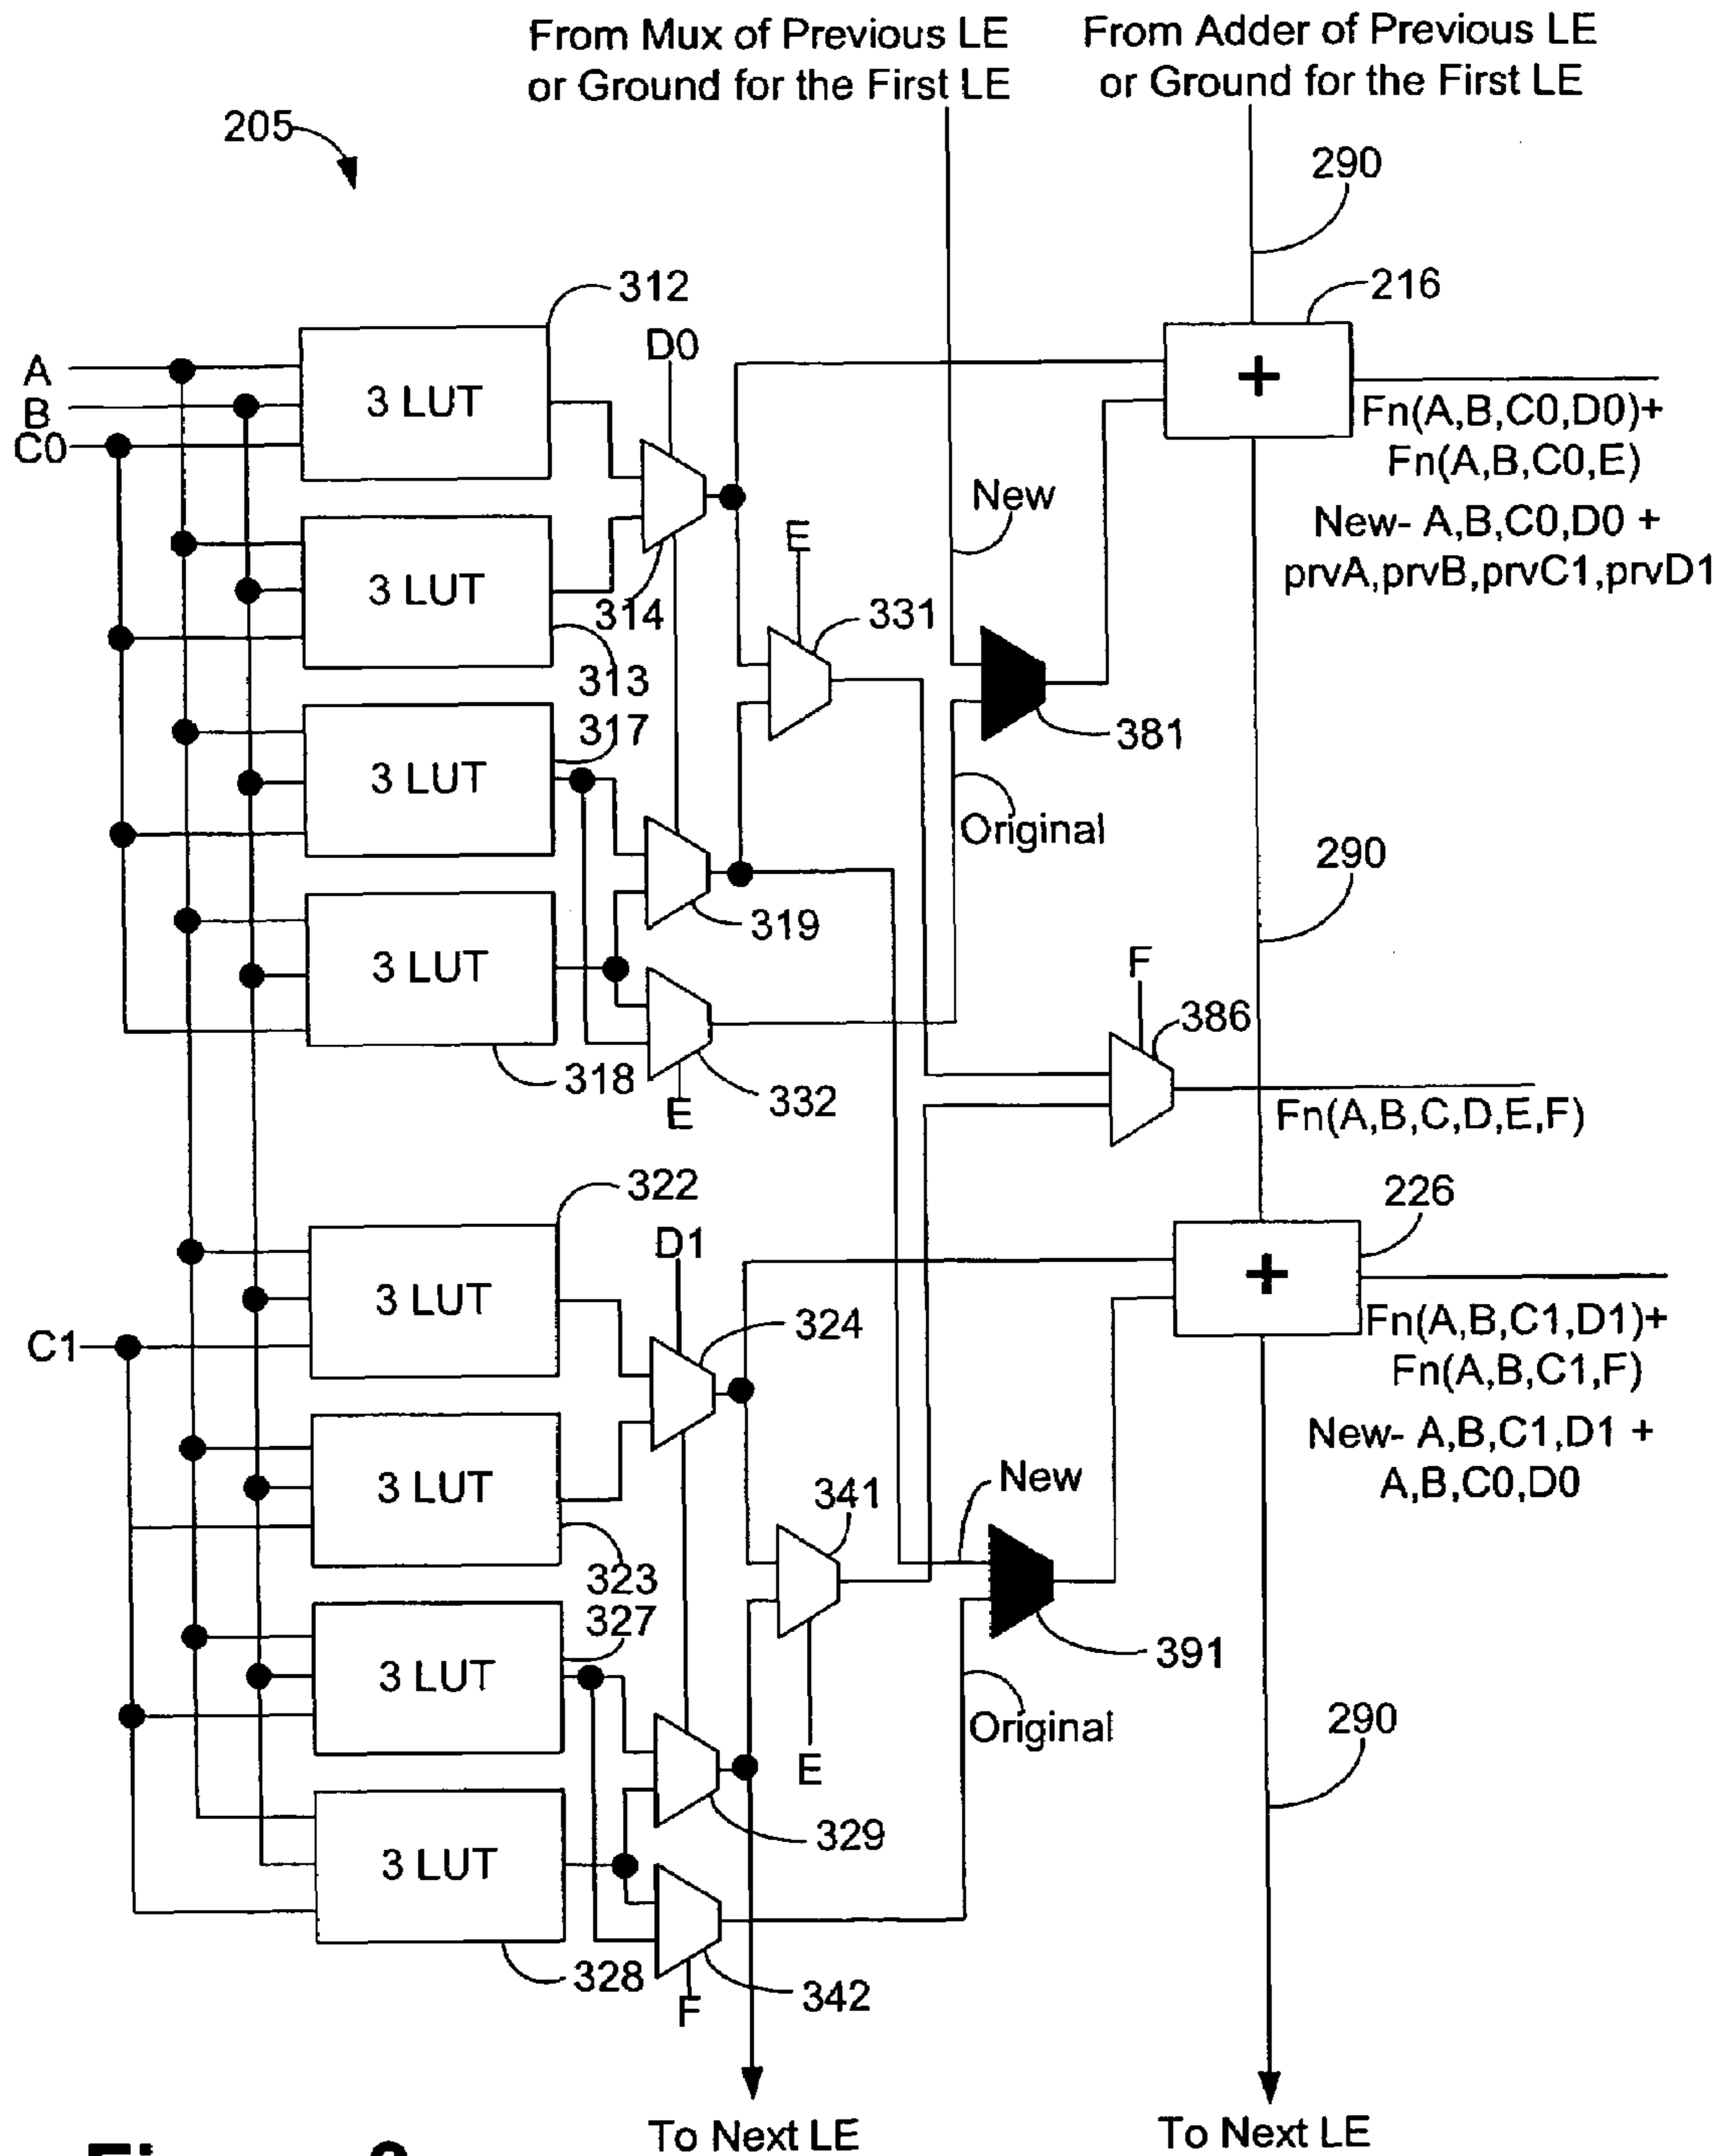 From Mux of Previous LE
or Ground for the First LE
From Adder of Previous LE
or Ground for the First LE
205
290
312
216
D0
A
B
C0
3 LUT
+
Fn(A,B,C0,D0)+
Fn(A,B,C0,E)
New
E
New- A,B,C0,D0 +
prvA,prvB,prvC1,prvD1
3 LUT
314
331
313
317
381
3 LUT
Original
290
319
3 LUT
F
386
318
332
E
Fn(A,B,C,D,E,F)
322
226
D1
3 LUT
+
324
C1
Fn(A,B,C1,D1)+
Fn(A,B,C1,F)
New- A,B,C1,D1 +
A,B,C0,D0
3 LUT
New
341
323
327
391
3 LUT
Original
290
E
329
3 LUT
328
342
F
To Next LE
To Next LE